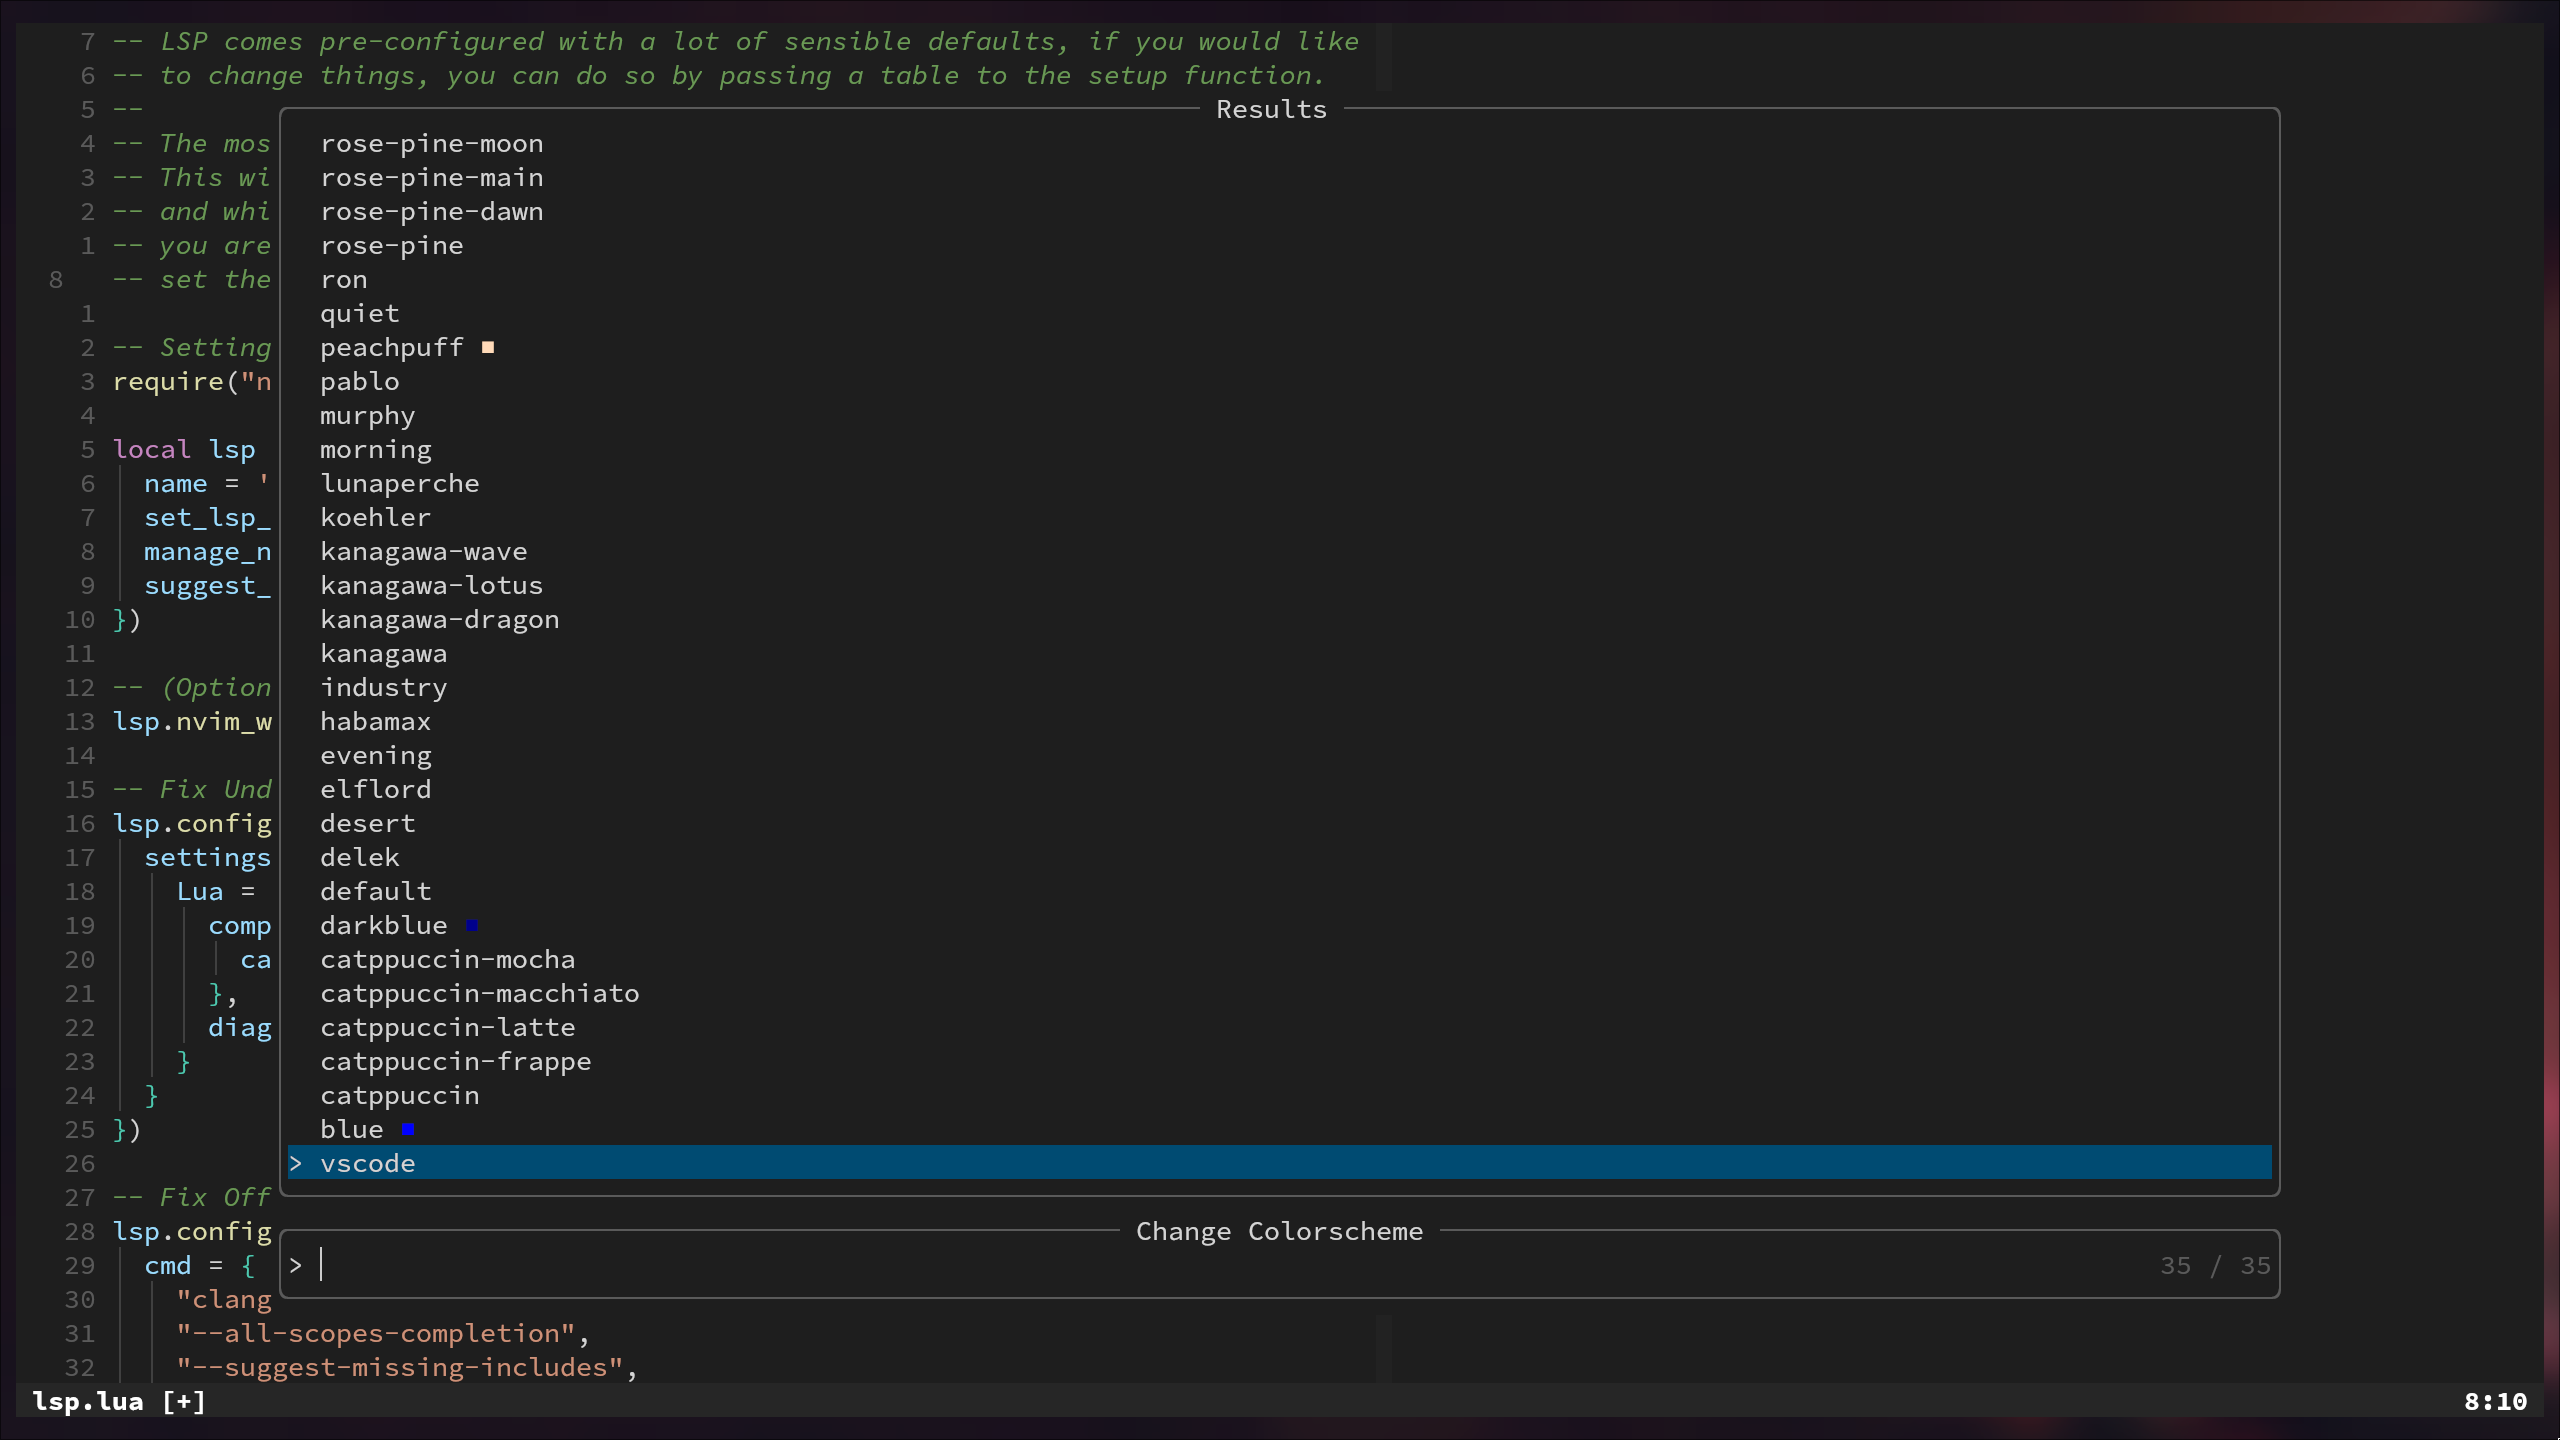 7 -- LSP comes pre-configured with a lot of sensible defaults, if you would like
6 -- to change things, you can do so by passing a table to the setup function.
5 -- Results
4 -- The mos rose-pine-moon
3 -- This wi rose-pine-main
2 -- and whi rose-pine-dawn
1 -- you are rose-pine
8 -- set the ron
1 quiet
2 -- Setting peachpuff ■
3 require("n pablo
4 murphy
5 local lsp morning
6 name = ' lunaperche
7 set_lsp_ koehler
8 manage_n kanagawa-wave
9 suggest_ kanagawa-lotus
10 }) kanagawa-dragon
11 kanagawa
12 -- (Option industry
13 lsp.nvim_w habamax
14 evening
15 -- Fix Und elflord
16 lsp.config desert
17 settings delek
18 Lua = default
19 comp darkblue ■
20 ca catppuccin-mocha
21 }, catppuccin-macchiato
22 diag catppuccin-latte
23 } catppuccin-frappe
24 } catppuccin
25 }) blue ■
26 > vscode
27 -- Fix Off
28 lsp.config Change Colorscheme
29 cmd = { > 35 / 35
30 "clang
31 "--all-scopes-completion",
32 "--suggest-missing-includes",
lsp.lua [+] 8:10